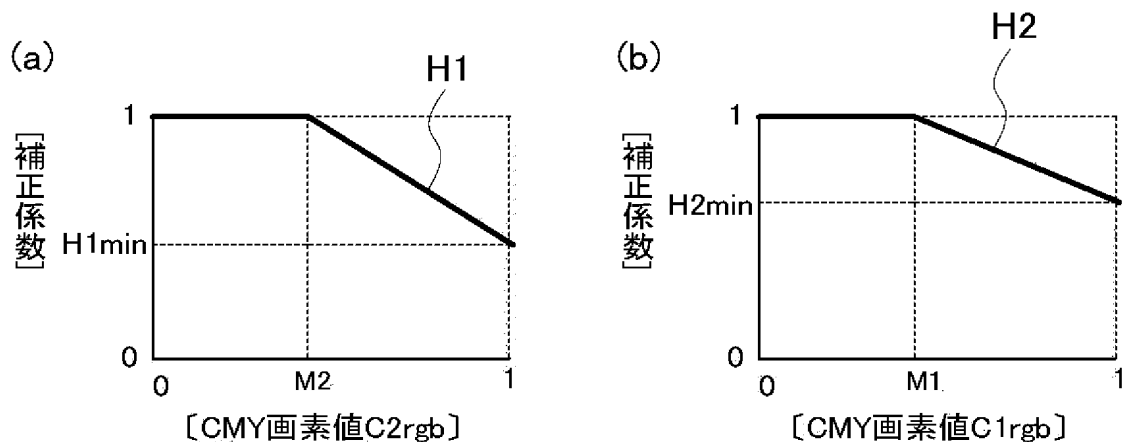 (a)
H1
1
[補正係数]
H1min
0
0
M2
1
〔CMY画素値C2rgb〕
(b)
H2
1
[補正係数]
H2min
0
0
M1
1
〔CMY画素値C1rgb〕